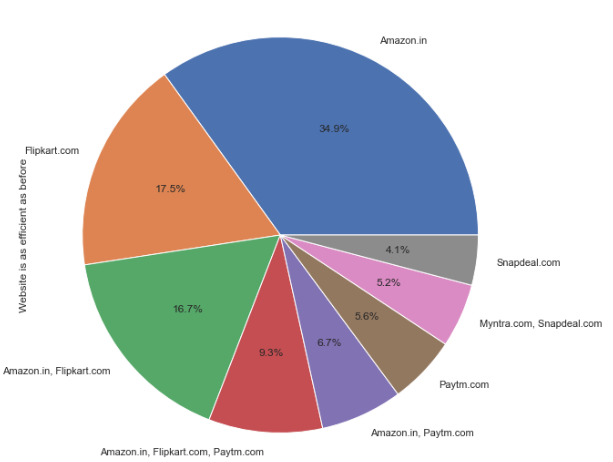 Amazon.in
34.9%
Flipkart.com
17.5%
Website is as efficient as before
4.1%
Snapdeal.com
5.2%
16.7%
5.6%
Myntra.com, Snapdeal.com
6.7%
9.3%
Amazon.in, Flipkart.com
Paytm.com
Amazon.in, Paytm.com
Amazon.in, Flipkart.com, Paytm.com